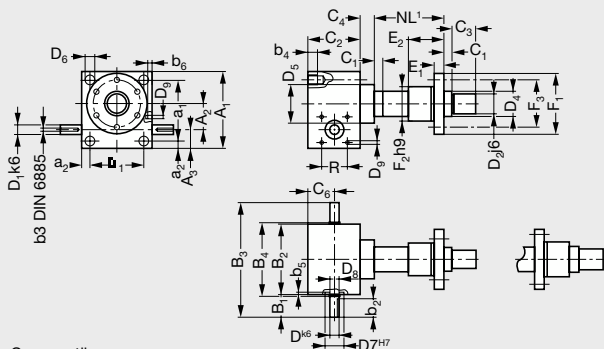 C₄
NL¹
C₂
C₃
b₄
E₂
C₁
C₁
E₁
D₅
D₄
F₃
F₁
F₂h9
D₂j6
R
D₉
D₆
b₆
D₉
a₁
A₂
A₁
a₂
A₃
a₂
D₁k6
b3 DIN 6885
C₆
B₃
B₄
B₂
b₅
B₁
D₈
b₂
Dᵏ⁶
D7ᴴ⁷